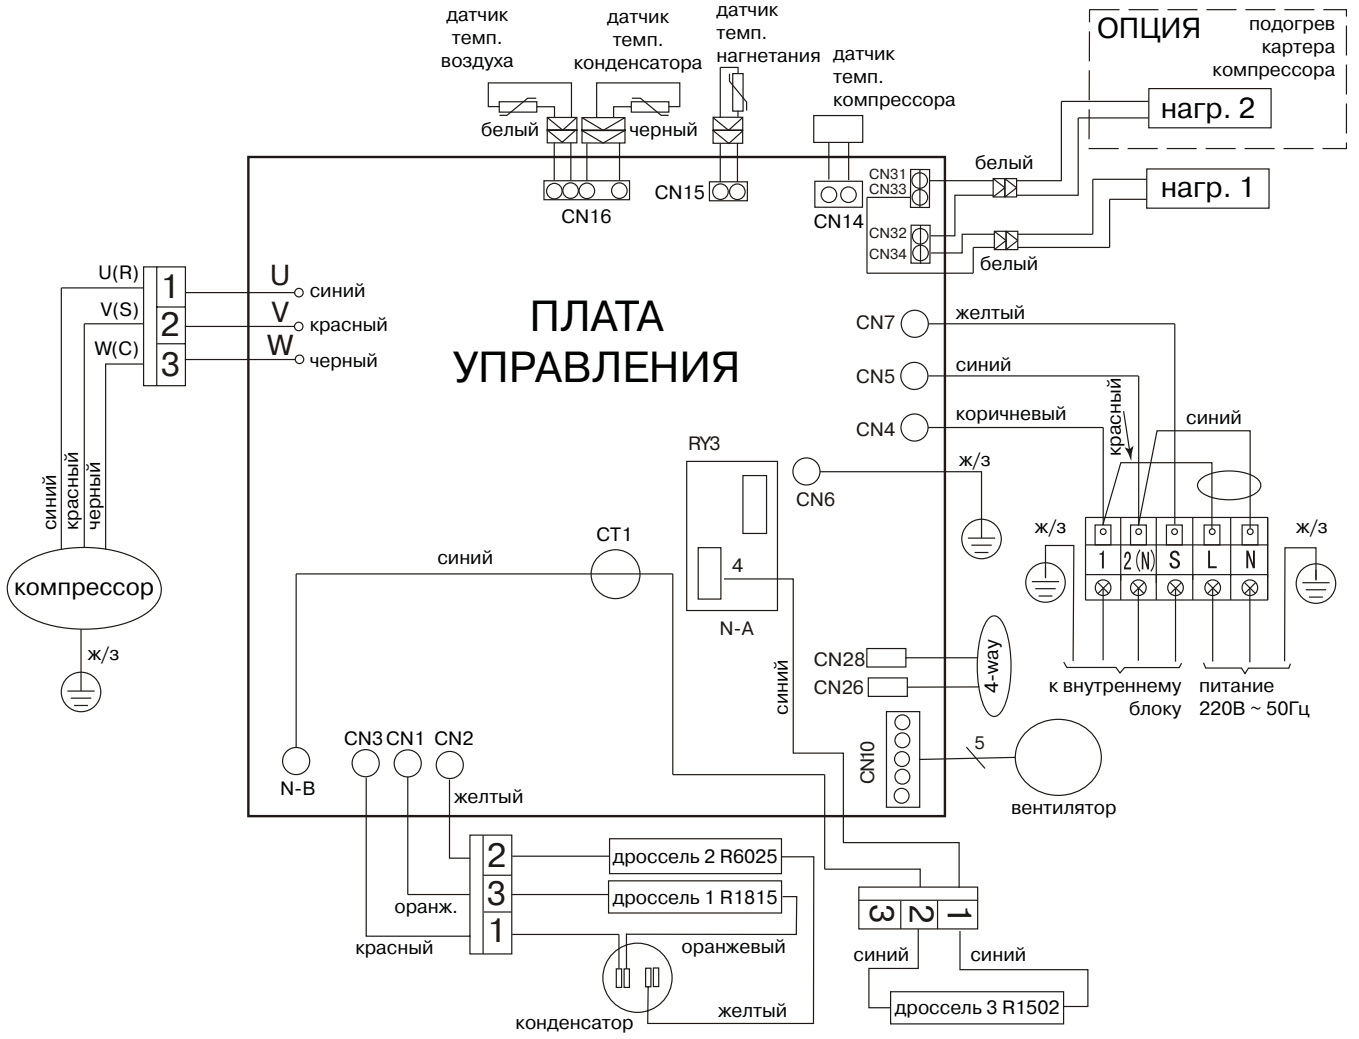 датчик
темп.
воздуха
датчик
темп.
конденсатора
датчик
темп.
нагнетания
датчик
темп.
компрессора
ОПЦИЯ
подогрев
картера
компрессора
нагр. 2
нагр. 1
белый
черный
белый
белый
CN16
CN15
CN14
CN31
CN33
CN32
CN34
U(R)
V(S)
W(C)
1
2
3
U
V
W
синий
красный
черный
ПЛАТА
УПРАВЛЕНИЯ
CN7
желтый
CN5
синий
CN4
коричневый
красный
синий
RY3
4
N-A
CN6
ж/з
CT1
синий
синий
синий
красный
черный
компрессор
ж/з
ж/з
ж/з
1
2(N)
S
L
N
к внутреннему
блоку
питание
220В ~ 50Гц
CN28
CN26
4-way
CN10
5
вентилятор
N-B
CN3
CN1
CN2
желтый
оранж.
красный
2
3
1
дроссель 2 R6025
дроссель 1 R1815
оранжевый
желтый
конденсатор
3
2
1
синий
синий
дроссель 3 R1502